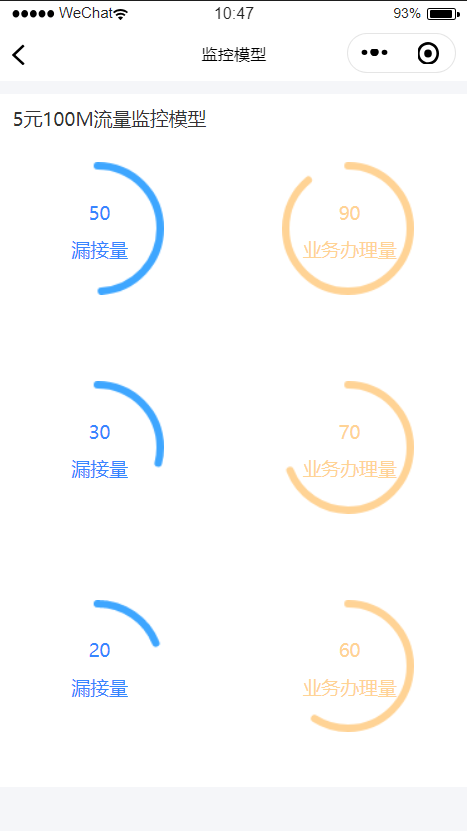 WeChat 10:47 93%
监控模型
5元100M流量监控模型
50 90
漏接量 业务办理量
30 70
漏接量 业务办理量
20 60
漏接量 业务办理量